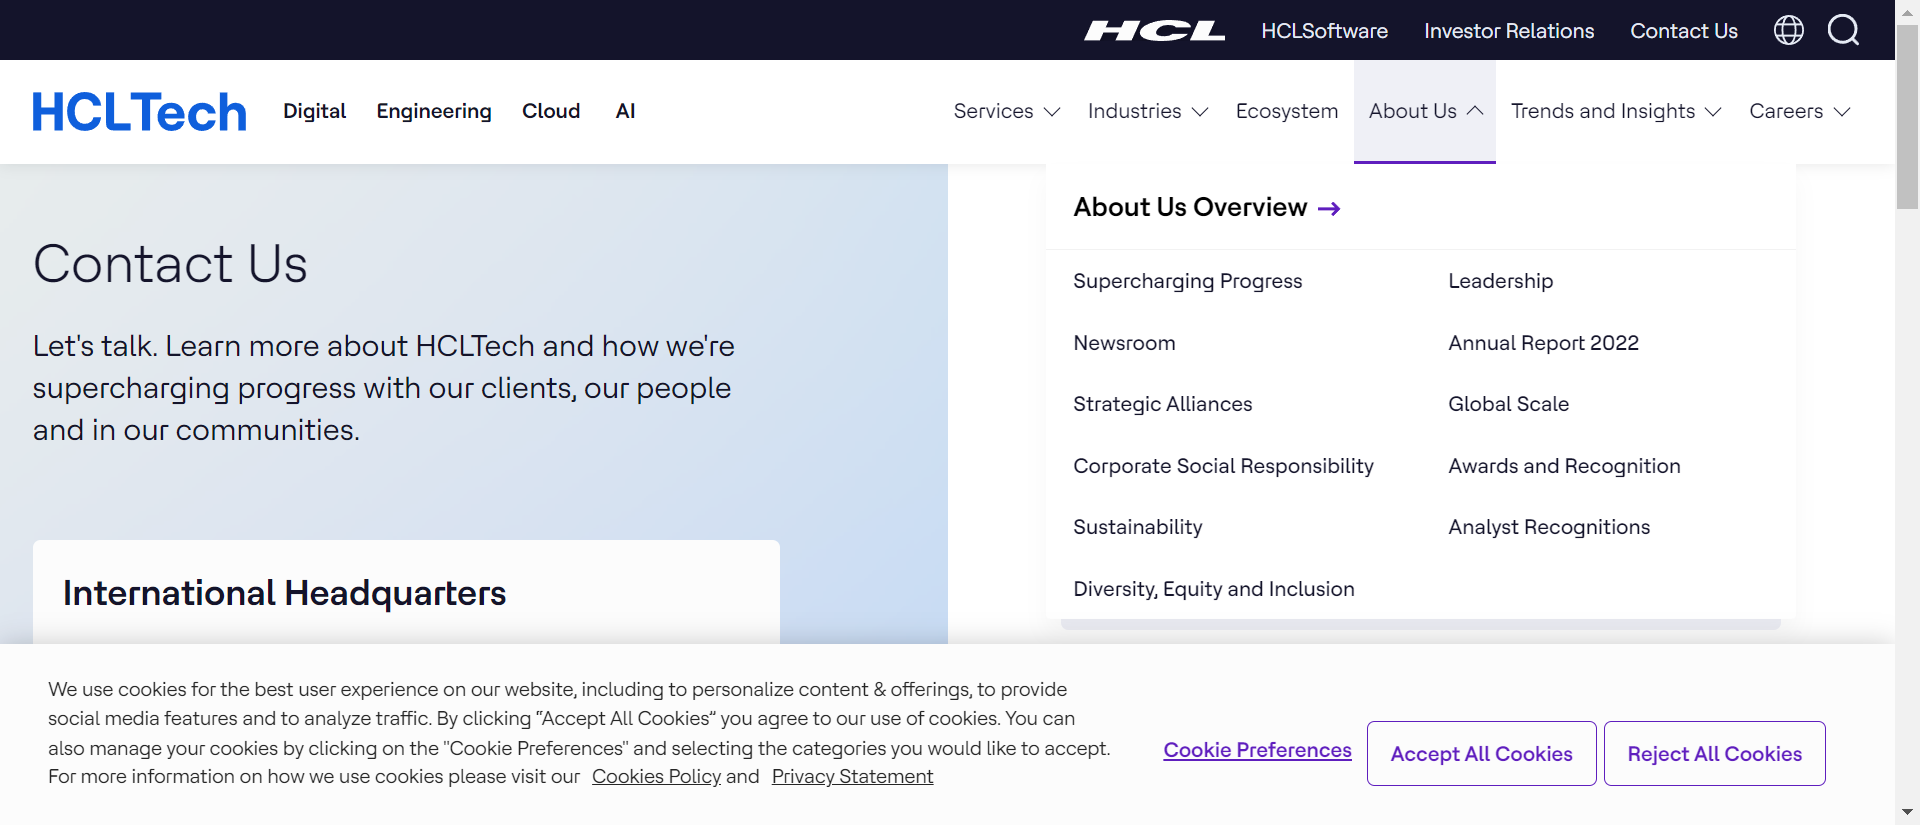 HCL HCLSoftware Investor Relations Contact Us
HCLTech Digital Engineering Cloud AI Services Industries Ecosystem About Us Trends and Insights Careers
About Us Overview
Supercharging Progress Leadership
Newsroom Annual Report 2022
Strategic Alliances Global Scale
Corporate Social Responsibility Awards and Recognition
Sustainability Analyst Recognitions
Diversity, Equity and Inclusion
Contact Us
Let's talk. Learn more about HCLTech and how we're
supercharging progress with our clients, our people
and in our communities.
International Headquarters
We use cookies for the best user experience on our website, including to personalize content & offerings, to provide
social media features and to analyze traffic. By clicking “Accept All Cookies” you agree to our use of cookies. You can
also manage your cookies by clicking on the "Cookie Preferences" and selecting the categories you would like to accept.
For more information on how we use cookies please visit our Cookies Policy and Privacy Statement
Cookie Preferences Accept All Cookies Reject All Cookies